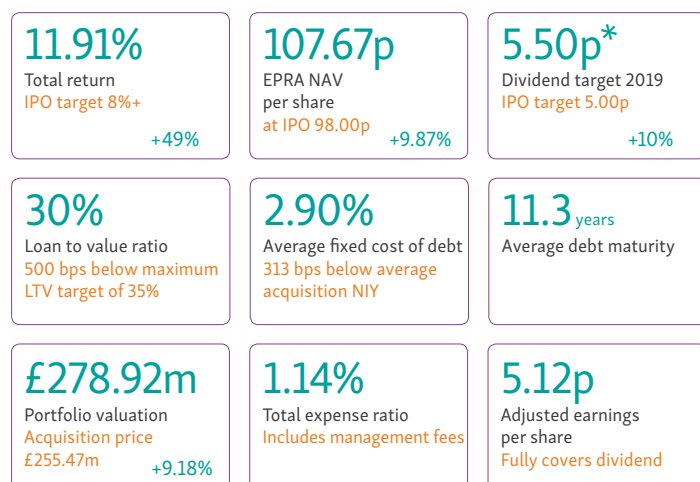 11.91%
Total return
IPO target 8%+
+49%
107.67p
EPRA NAV
per share
at IPO 98.00p
+9.87%
5.50p*
Dividend target 2019
IPO target 5.00p
+10%
30%
Loan to value ratio
500 bps below maximum
LTV target of 35%
2.90%
Average fixed cost of debt
313 bps below average
acquisition NIY
11.3 years
Average debt maturity
£278.92m
Portfolio valuation
Acquisition price
£255.47m
+9.18%
1.14%
Total expense ratio
Includes management fees
5.12p
Adjusted earnings
per share
Fully covers dividend